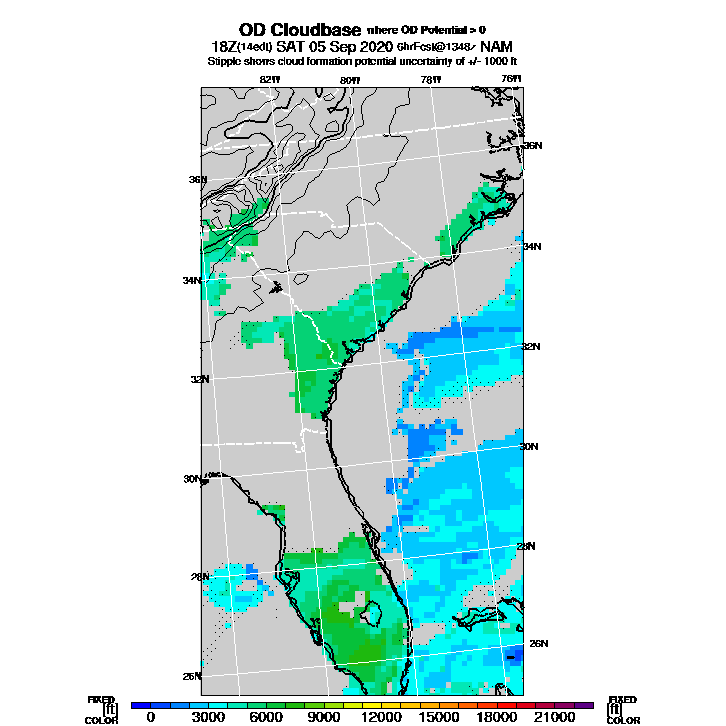 OD Cloudbase where OD Potential > 0
18Z(14edt) SAT 05 Sep 2020 6hrFcst@1348z NAM
Stipple shows cloud formation potential uncertainty of +/- 1000 ft
82W 80W 78W 76W
36N
36N
34N
34N
32N
32N
30N
30N
28N
28N
26N
26N
FIXED FIXED
[ft] [ft]
COLOR COLOR
0 3000 6000 9000 12000 15000 18000 21000